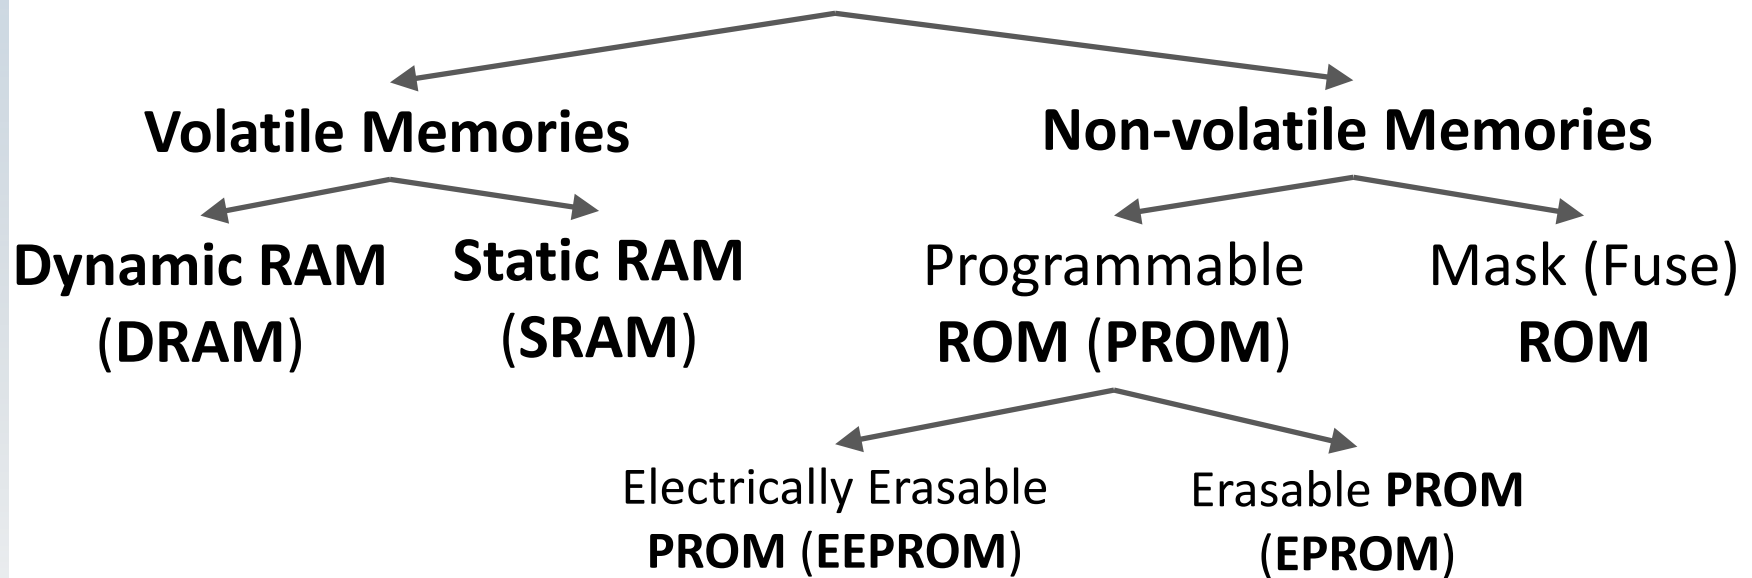 Volatile Memories
Non-volatile Memories
Dynamic RAM
(DRAM)
Static RAM
(SRAM)
Programmable
ROM (PROM)
Mask (Fuse)
ROM
Electrically Erasable
PROM (EEPROM)
Erasable PROM
(EPROM)